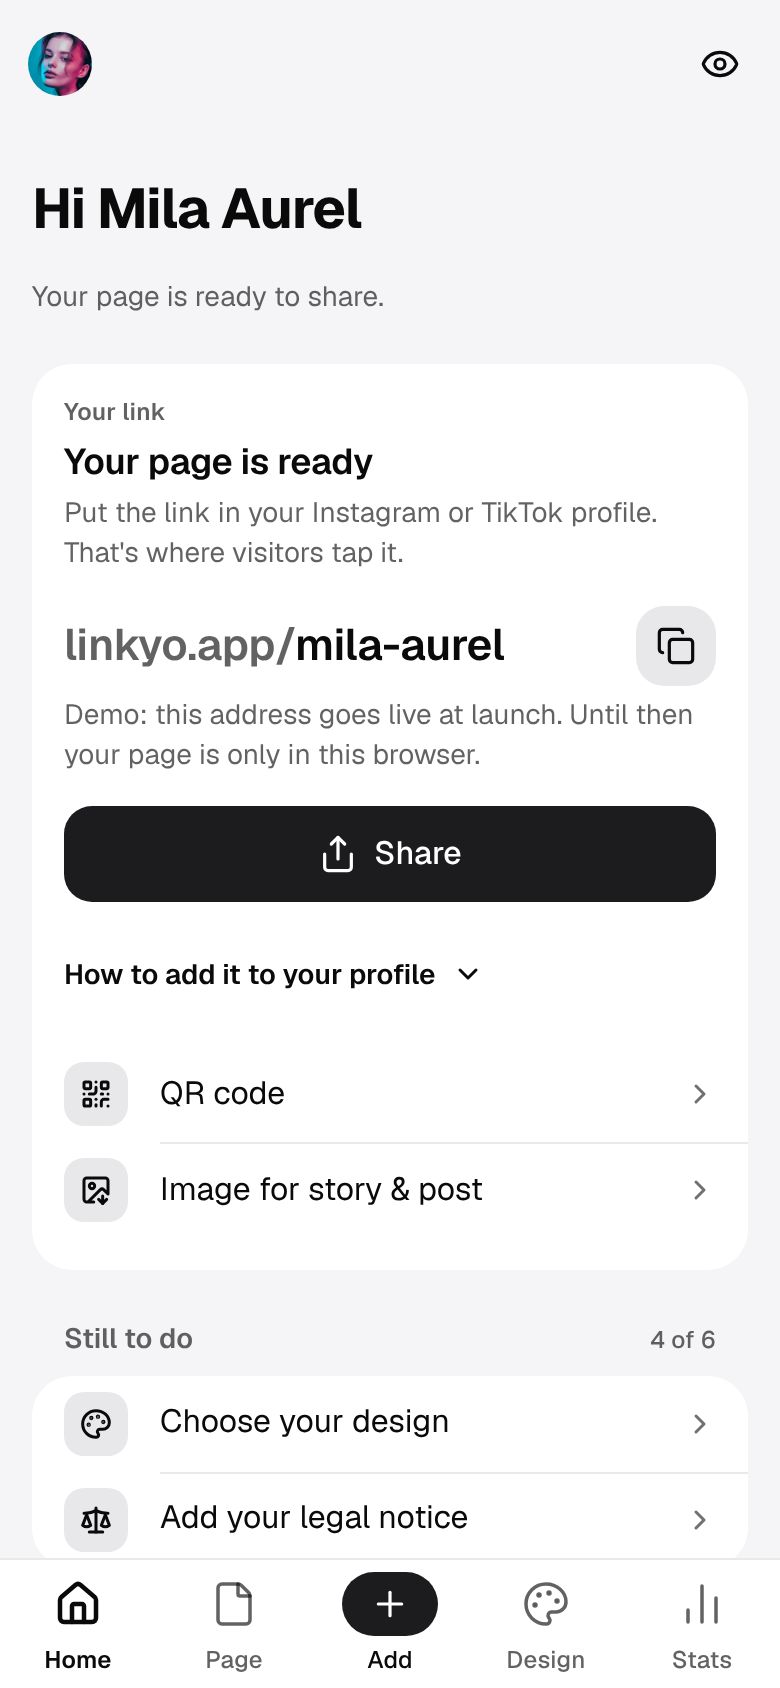 Hi Mila Aurel
Your page is ready to share.
Your link
Your page is ready
Put the link in your Instagram or TikTok profile.
That's where visitors tap it.
linkyo.app/mila-aurel
Demo: this address goes live at launch. Until then
your page is only in this browser.
Share
How to add it to your profile
QR code
Image for story & post
Still to do
4 of 6
Choose your design
Add your legal notice
Home
Page
Add
Design
Stats